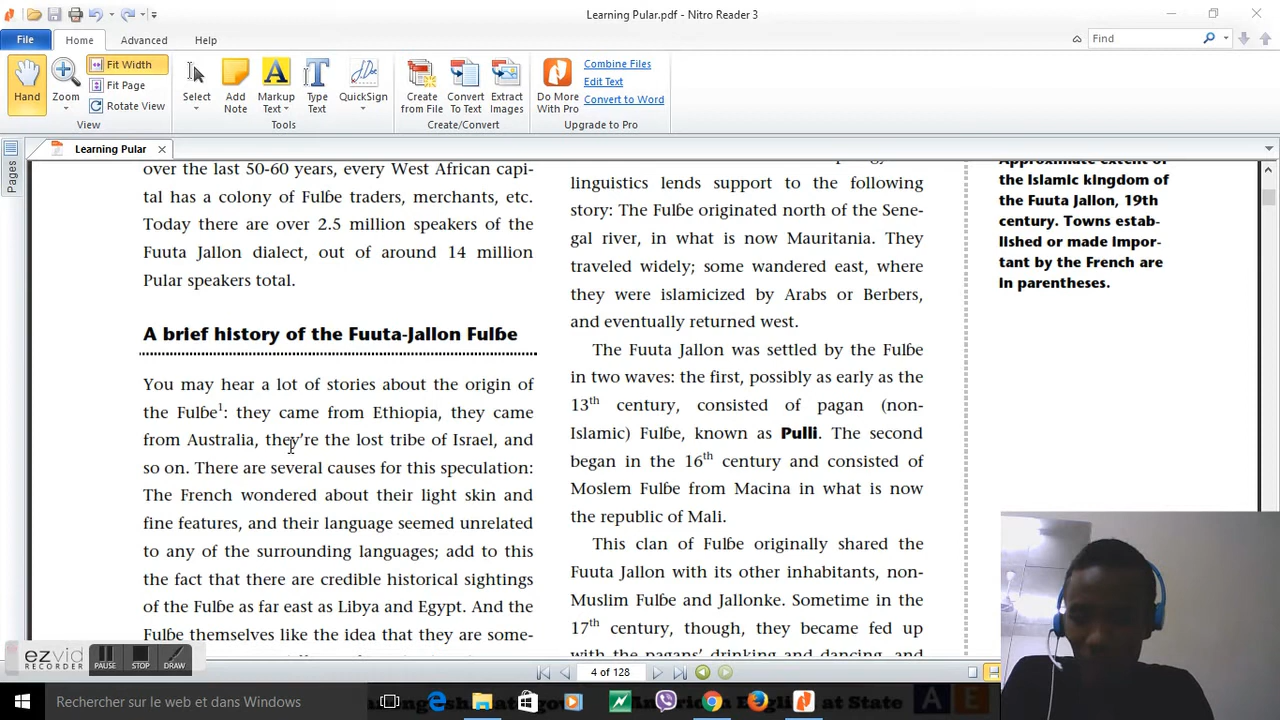 Learning Pular.pdf - Nitro Reader 3
File
Home
Advanced
Help
Find
Hand
Zoom
Fit Width
Fit Page
Rotate View
View
Select
Add
Note
Markup
Text
Type
Text
QuickSign
Tools
Create
from File
Convert
To Text
Extract
Images
Create/Convert
Do More
With Pro
Combine Files
Edit Text
Convert to Word
Upgrade to Pro
Learning Pular
Pages
over the last 50-60 years, every West African capi-
tal has a colony of Fulɓe traders, merchants, etc.
Today there are over 2.5 million speakers of the
Fuuta Jallon dialect, out of around 14 million
Pular speakers total.
A brief history of the Fuuta-Jallon Fulɓe
You may hear a lot of stories about the origin of
the Fulɓe1: they came from Ethiopia, they came
from Australia, they’re the lost tribe of Israel, and
so on. There are several causes for this speculation:
The French wondered about their light skin and
fine features, and their language seemed unrelated
to any of the surrounding languages; add to this
the fact that there are credible historical sightings
of the Fulɓe as far east as Libya and Egypt. And the
Fulɓe themselves like the idea that they are some-
linguistics lends support to the following
story: The Fulɓe originated north of the Sene-
gal river, in what is now Mauritania. They
traveled widely; some wandered east, where
they were islamicized by Arabs or Berbers,
and eventually returned west.
The Fuuta Jallon was settled by the Fulɓe
in two waves: the first, possibly as early as the
13th century, consisted of pagan (non-
Islamic) Fulɓe, known as Pulli. The second
began in the 16th century and consisted of
Moslem Fulɓe from Macina in what is now
the republic of Mali.
This clan of Fulɓe originally shared the
Fuuta Jallon with its other inhabitants, non-
Muslim Fulɓe and Jallonke. Sometime in the
17th century, though, they became fed up
with the pagans’ drinking and dancing, and
Approximate extent of
the Islamic kingdom of
the Fuuta Jallon, 19th
century. Towns estab-
lished or made impor-
tant by the French are
in parentheses.
ezvid
RECORDER
PAUSE
STOP
DRAW
4 of 128
Rechercher sur le web et dans Windows
American English at State
A E